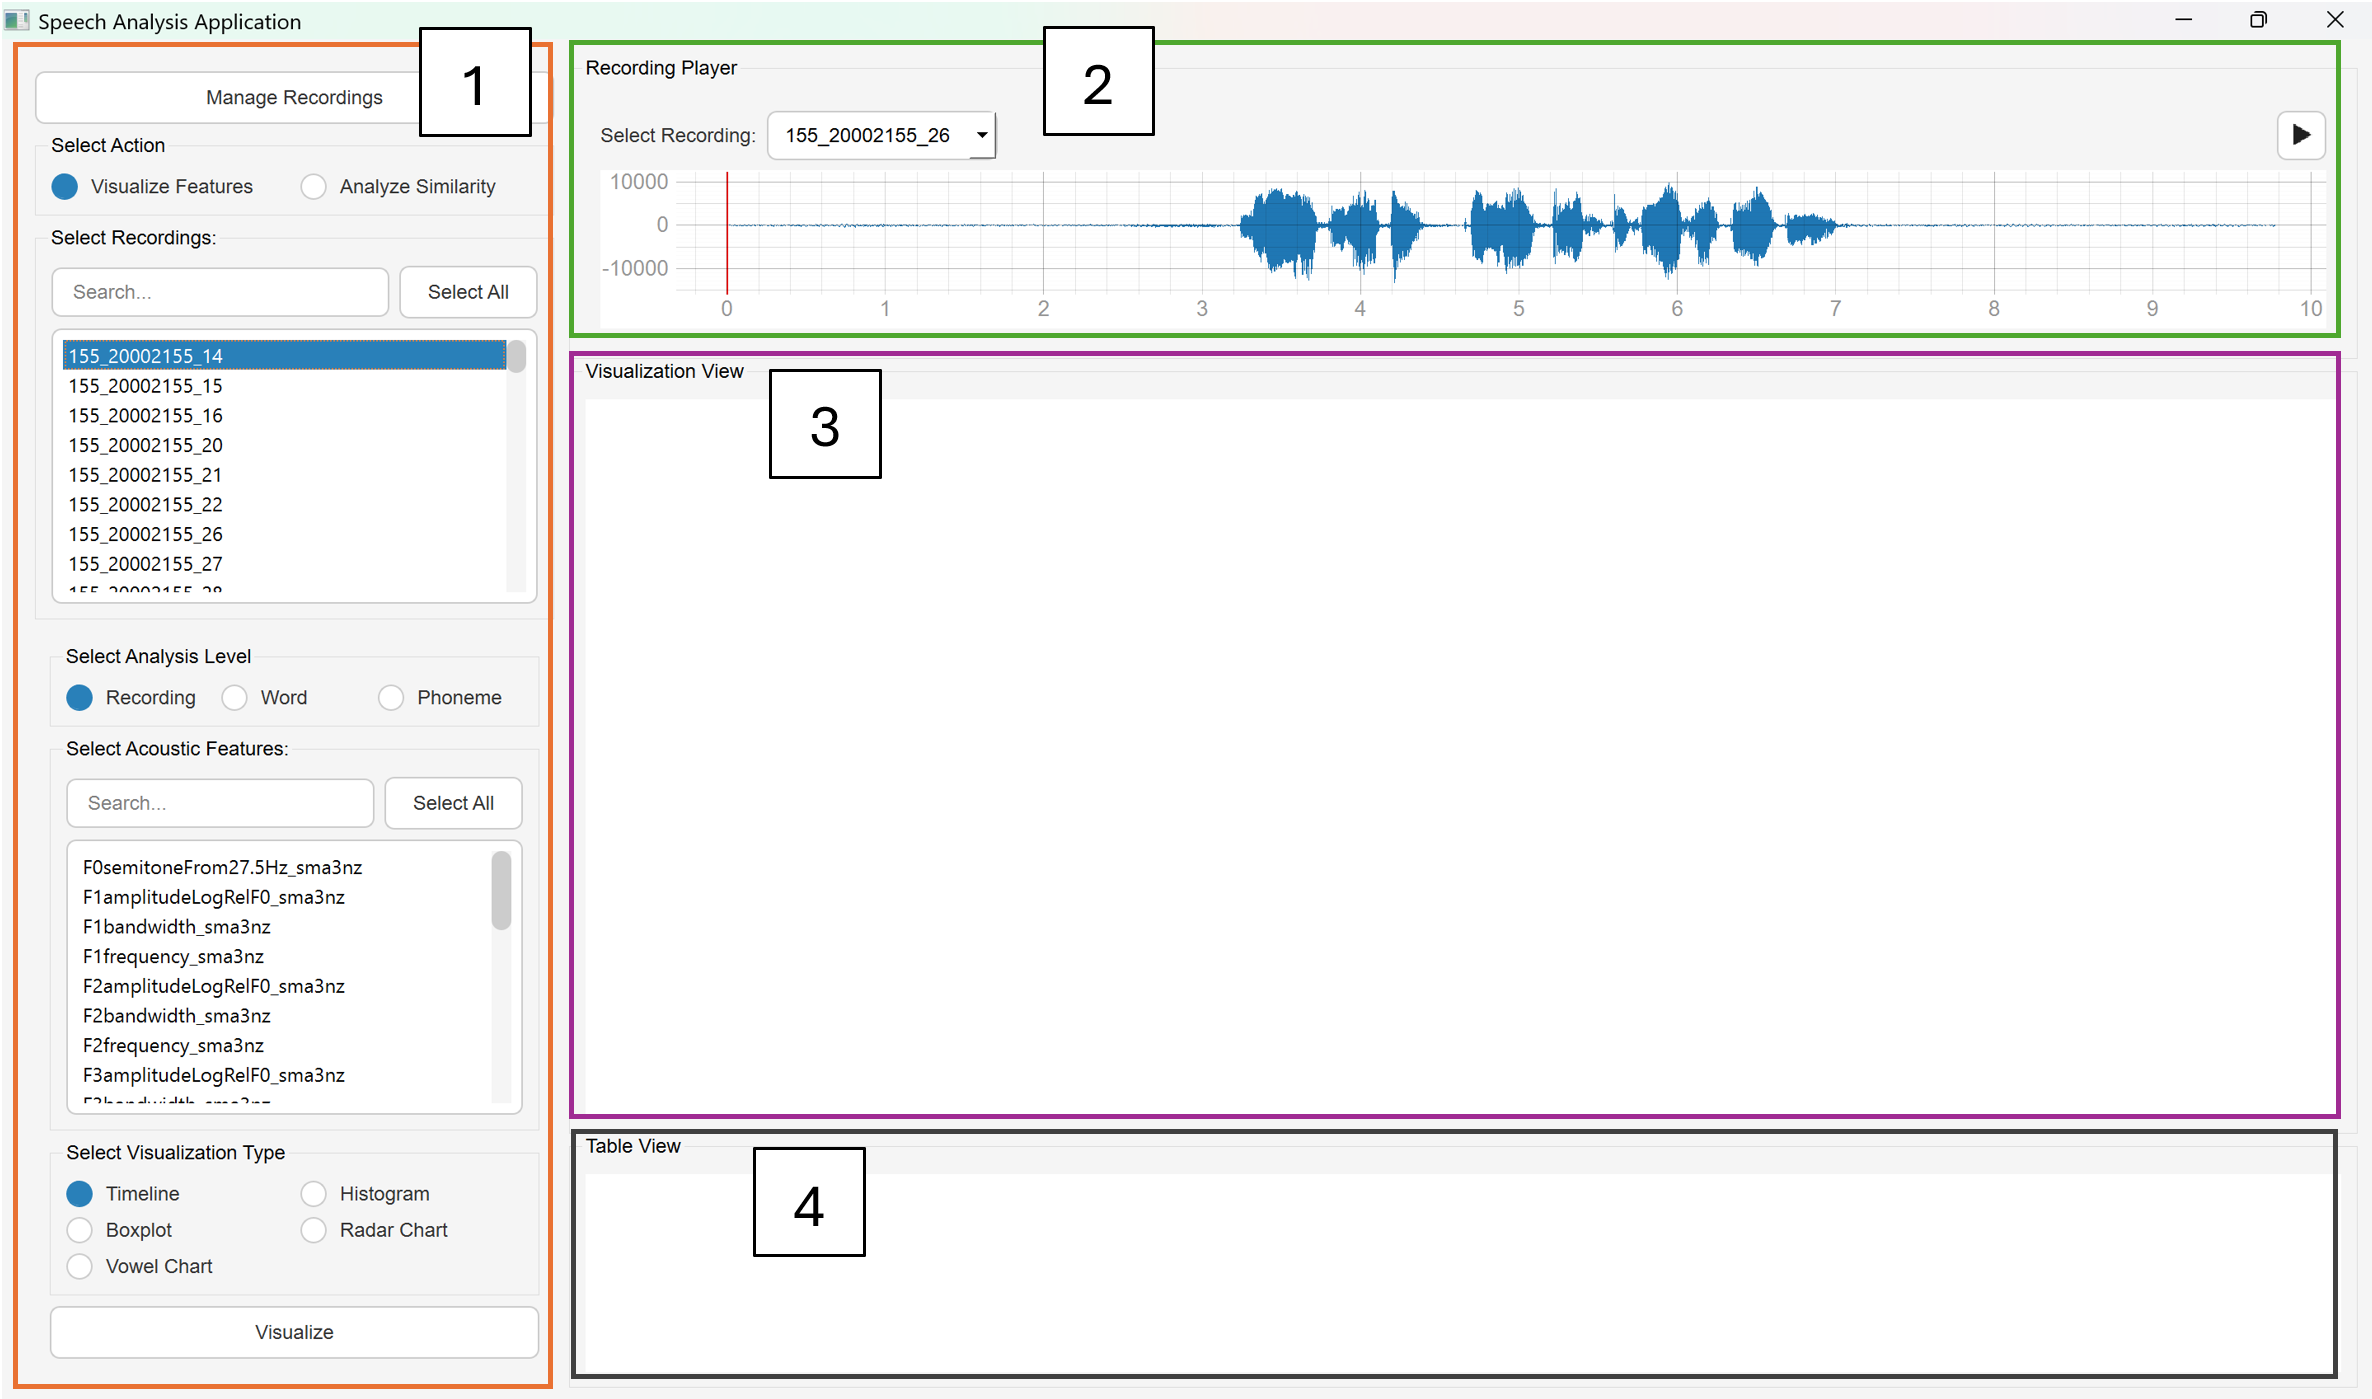 Speech Analysis Application
1
Manage Recordings
Select Action
Visualize Features
Analyze Similarity
Select Recordings:
Search...
Select All
155_20002155_14
155_20002155_15
155_20002155_16
155_20002155_20
155_20002155_21
155_20002155_22
155_20002155_26
155_20002155_27
155_20002155_28
Select Analysis Level
Recording
Word
Phoneme
Select Acoustic Features:
Search...
Select All
F0semitoneFrom27.5Hz_sma3nz
F1amplitudeLogRelF0_sma3nz
F1bandwidth_sma3nz
F1frequency_sma3nz
F2amplitudeLogRelF0_sma3nz
F2bandwidth_sma3nz
F2frequency_sma3nz
F3amplitudeLogRelF0_sma3nz
F3bandwidth_sma3nz
Select Visualization Type
Timeline
Histogram
Boxplot
Radar Chart
Vowel Chart
Visualize
Recording Player
2
Select Recording:
155_20002155_26
10000
0
-10000
0 1 2 3 4 5 6 7 8 9 10
Visualization View
3
Table View
4